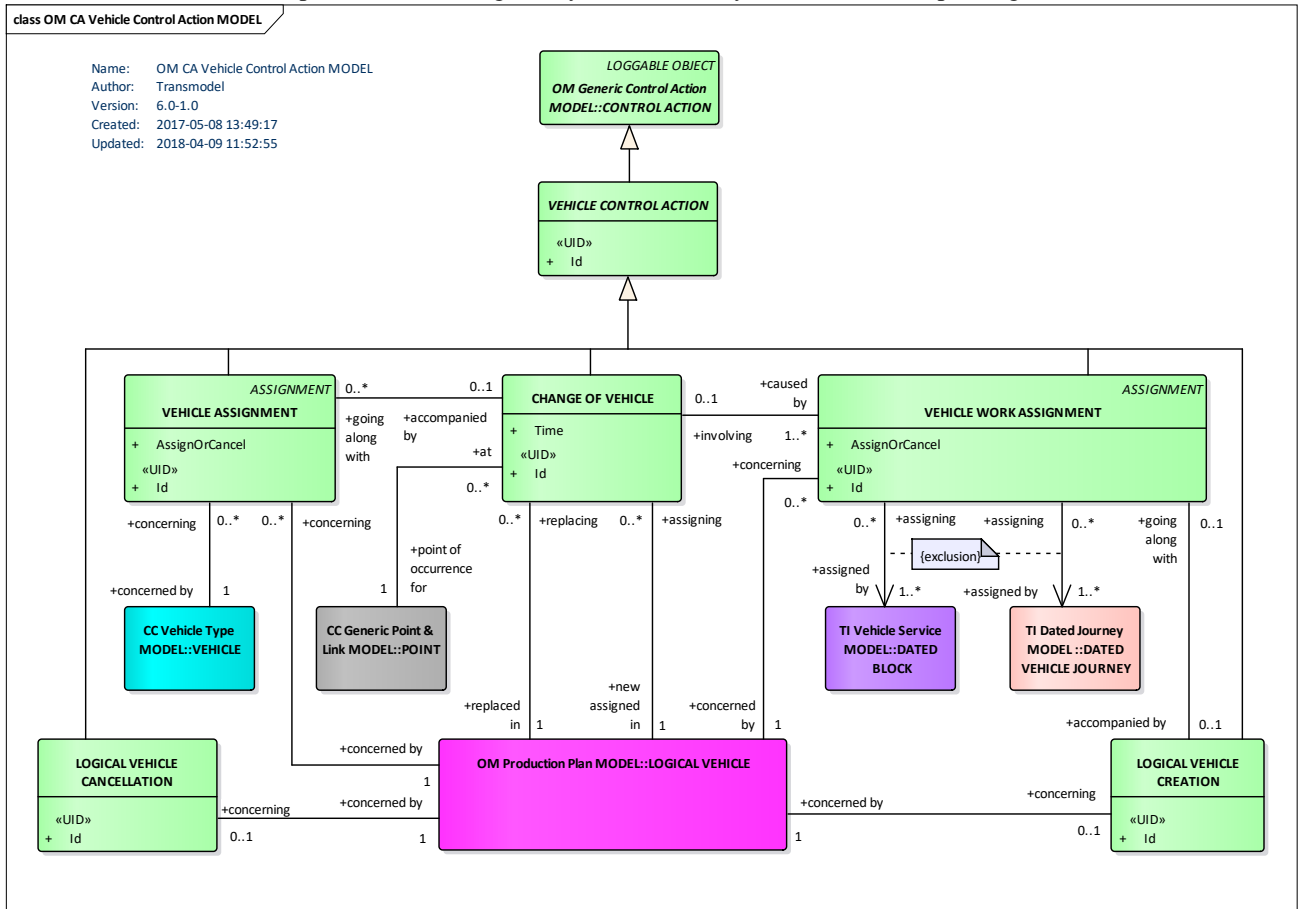 class OM CA Vehicle Control Action MODEL
Name: OM CA Vehicle Control Action MODEL
Author: Transmodel
Version: 6.0-1.0
Created: 2017-05-08 13:49:17
Updated: 2018-04-09 11:52:55
LOGGABLE OBJECT
OM Generic Control Action
MODEL::CONTROL ACTION
VEHICLE CONTROL ACTION
«UID»
+ Id
ASSIGNMENT
VEHICLE ASSIGNMENT
+ AssignOrCancel
«UID»
+ Id
0..*
0..1
+going
along
with
+accompanied
by
CHANGE OF VEHICLE
+ Time
«UID»
+ Id
+caused
by
0..1
+involving
1..*
ASSIGNMENT
VEHICLE WORK ASSIGNMENT
+ AssignOrCancel
«UID»
+ Id
+at
0..*
+concerning
0..*
+concerning
0..*
0..*
+concerning
0..*
+replacing
0..*
+assigning
0..*
+assigning
+assigning
0..*
+going
along
with
0..1
{exclusion}
+point of
occurrence
for
1
+concerned by
1
+assigned
by
1..*
+assigned by
1..*
CC Vehicle Type
MODEL::VEHICLE
CC Generic Point &
Link MODEL::POINT
TI Vehicle Service
MODEL::DATED
BLOCK
TI Dated Journey
MODEL ::DATED
VEHICLE JOURNEY
+replaced
in
1
+new
assigned
in
1
+concerned
by
1
+accompanied by
0..1
+concerned by
1
LOGICAL VEHICLE
CANCELLATION
«UID»
+ Id
+concerning
0..1
+concerned by
1
OM Production Plan MODEL::LOGICAL VEHICLE
+concerned by
1
+concerning
0..1
LOGICAL VEHICLE
CREATION
«UID»
+ Id